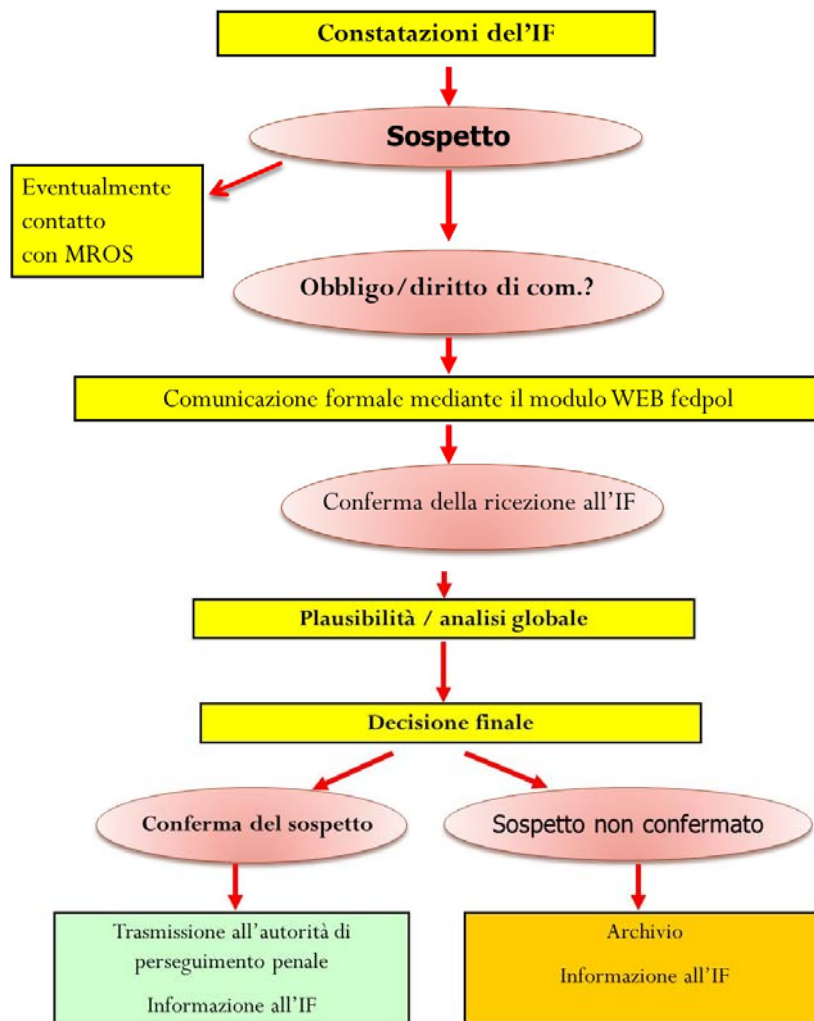 Constatazioni del'IF
Sospetto
Eventualmente
contatto
con MROS
Obbligo/diritto di com.?
Comunicazione formale mediante il modulo WEB fedpol
Conferma della ricezione all'IF
Plausibilità / analisi globale
Decisione finale
Conferma del sospetto
Sospetto non confermato
Trasmissione all'autorità di
perseguimento penale
Informazione all'IF
Archivio
Informazione all'IF